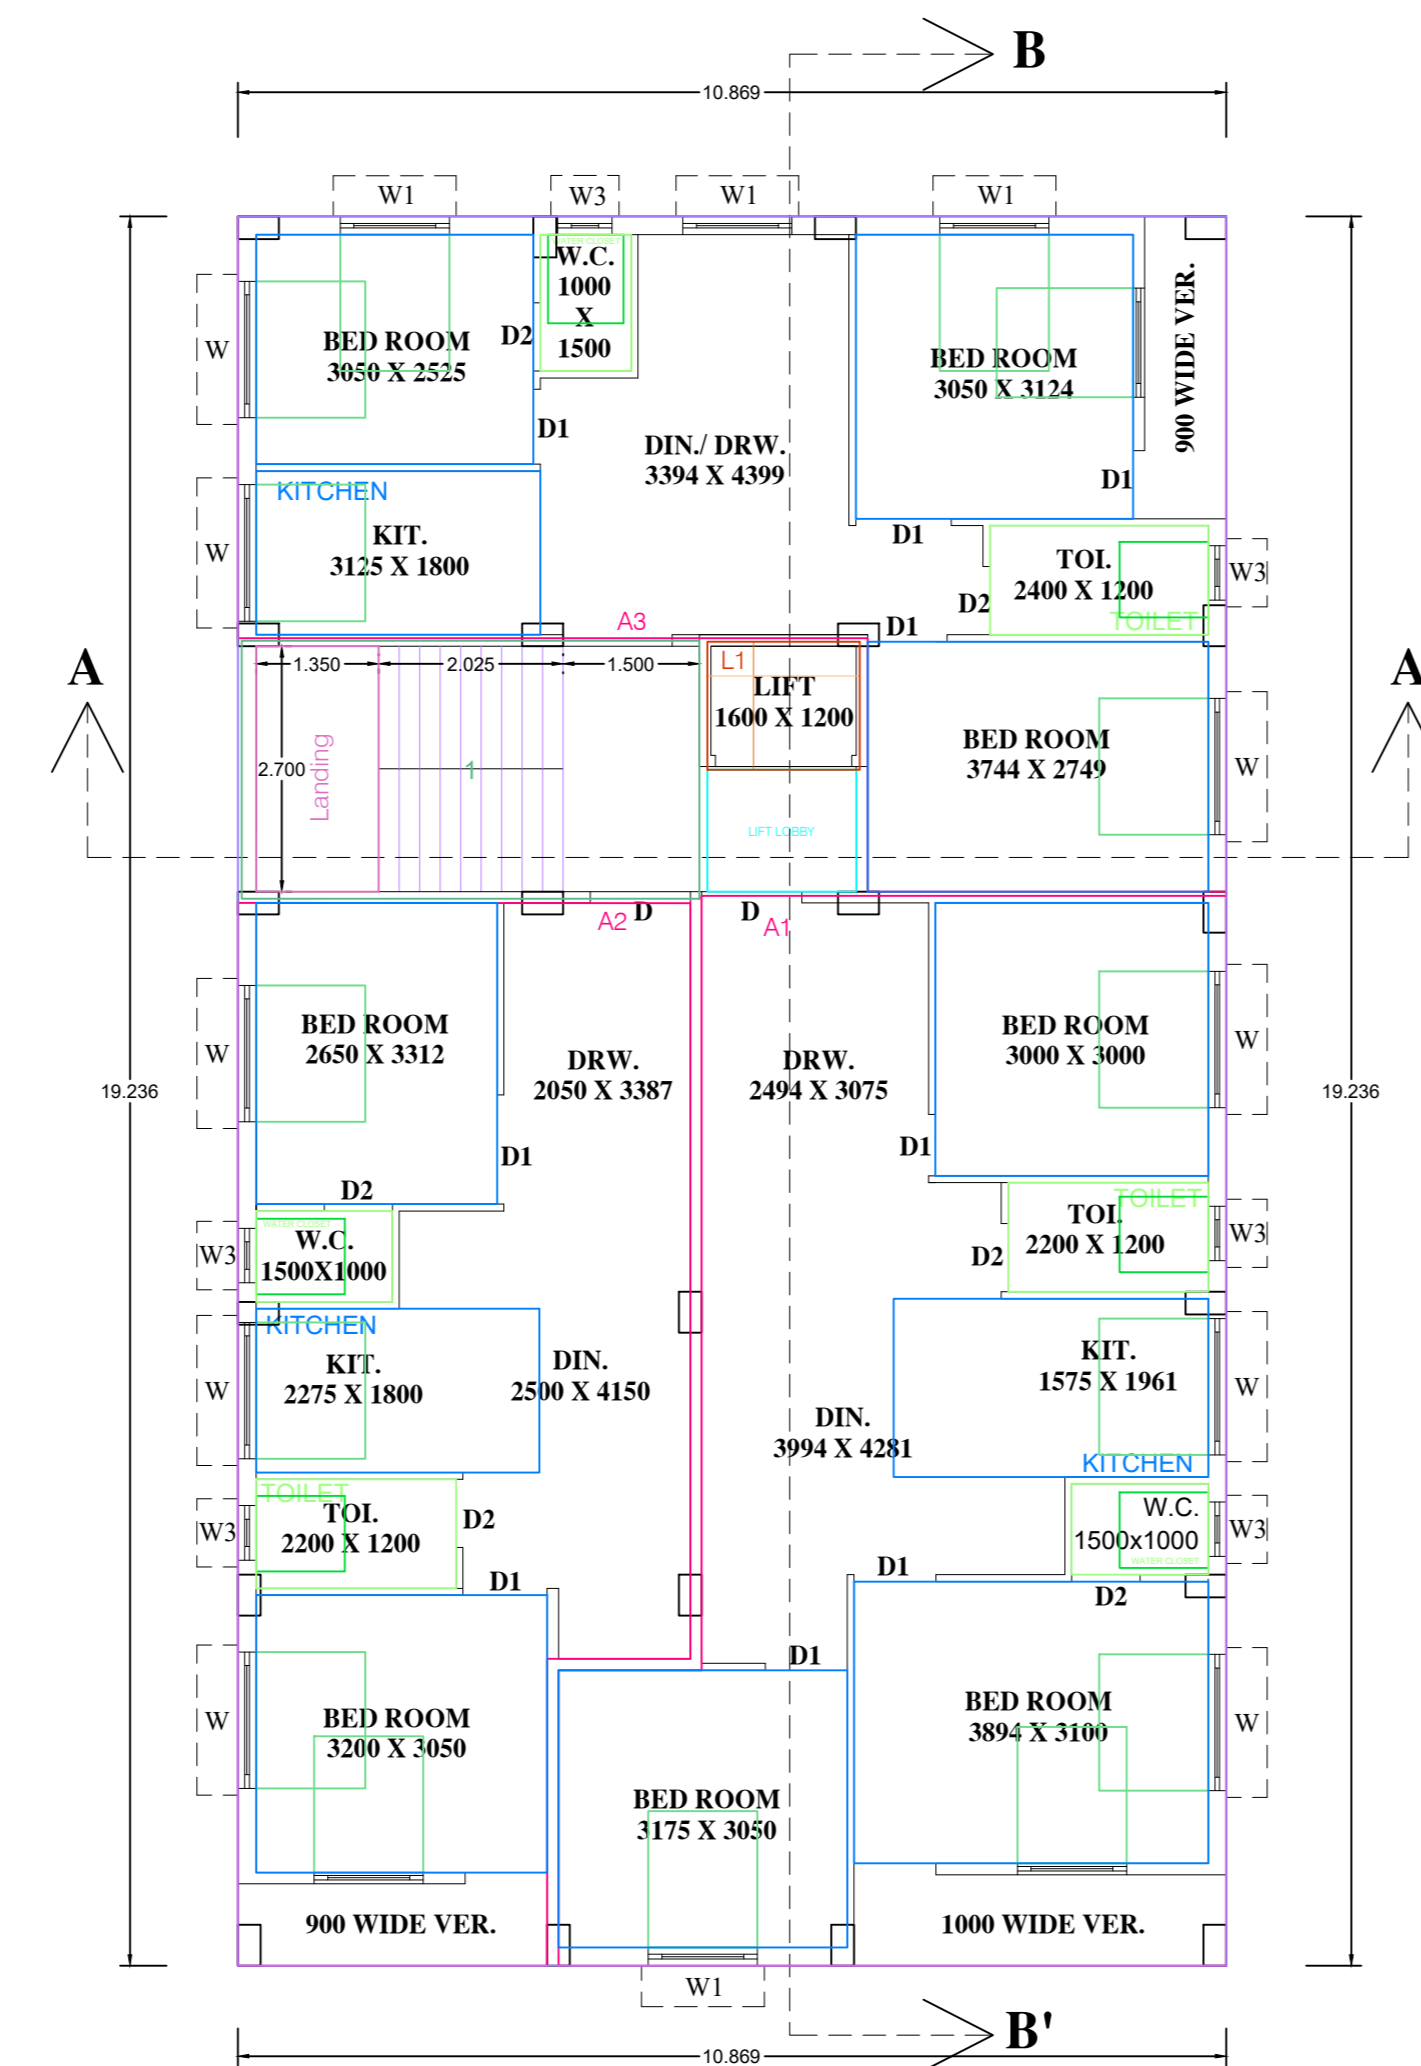 B
10.869
W1
W3
W1
W1
WATER CLOSET
W.C.
1000
X
1500
900 WIDE VER.
W
BED ROOM
3050 X 2525
D2
BED ROOM
3050 X 3124
D1
DIN./ DRW.
3394 X 4399
D1
KITCHEN
W
KIT.
3125 X 1800
D1
TOI.
2400 X 1200
TOILET
W3
D2
A3
D1
A
A
1.350
2.025
1.500
L1
LIFT
1600 X 1200
BED ROOM
3744 X 2749
W
2.700
Landing
1
LIFT LOBBY
A2
D
D
A1
W
BED ROOM
2650 X 3312
BED ROOM
3000 X 3000
W
DRW.
2050 X 3387
DRW.
2494 X 3075
19.236
19.236
D1
D1
D2
TOILET
TOI.
2200 X 1200
W3
D2
WATER CLOSET
W.C.
1500X1000
W3
KITCHEN
KIT.
2275 X 1800
W
DIN.
2500 X 4150
KIT.
1575 X 1961
W
DIN.
3994 X 4281
KITCHEN
TOILET
TOI.
2200 X 1200
W3
D2
W.C.
1500x1000
WATER CLOSET
W3
D1
D1
D2
D1
W
BED ROOM
3200 X 3050
BED ROOM
3894 X 3100
W
BED ROOM
3175 X 3050
900 WIDE VER.
1000 WIDE VER.
W1
B'
10.869